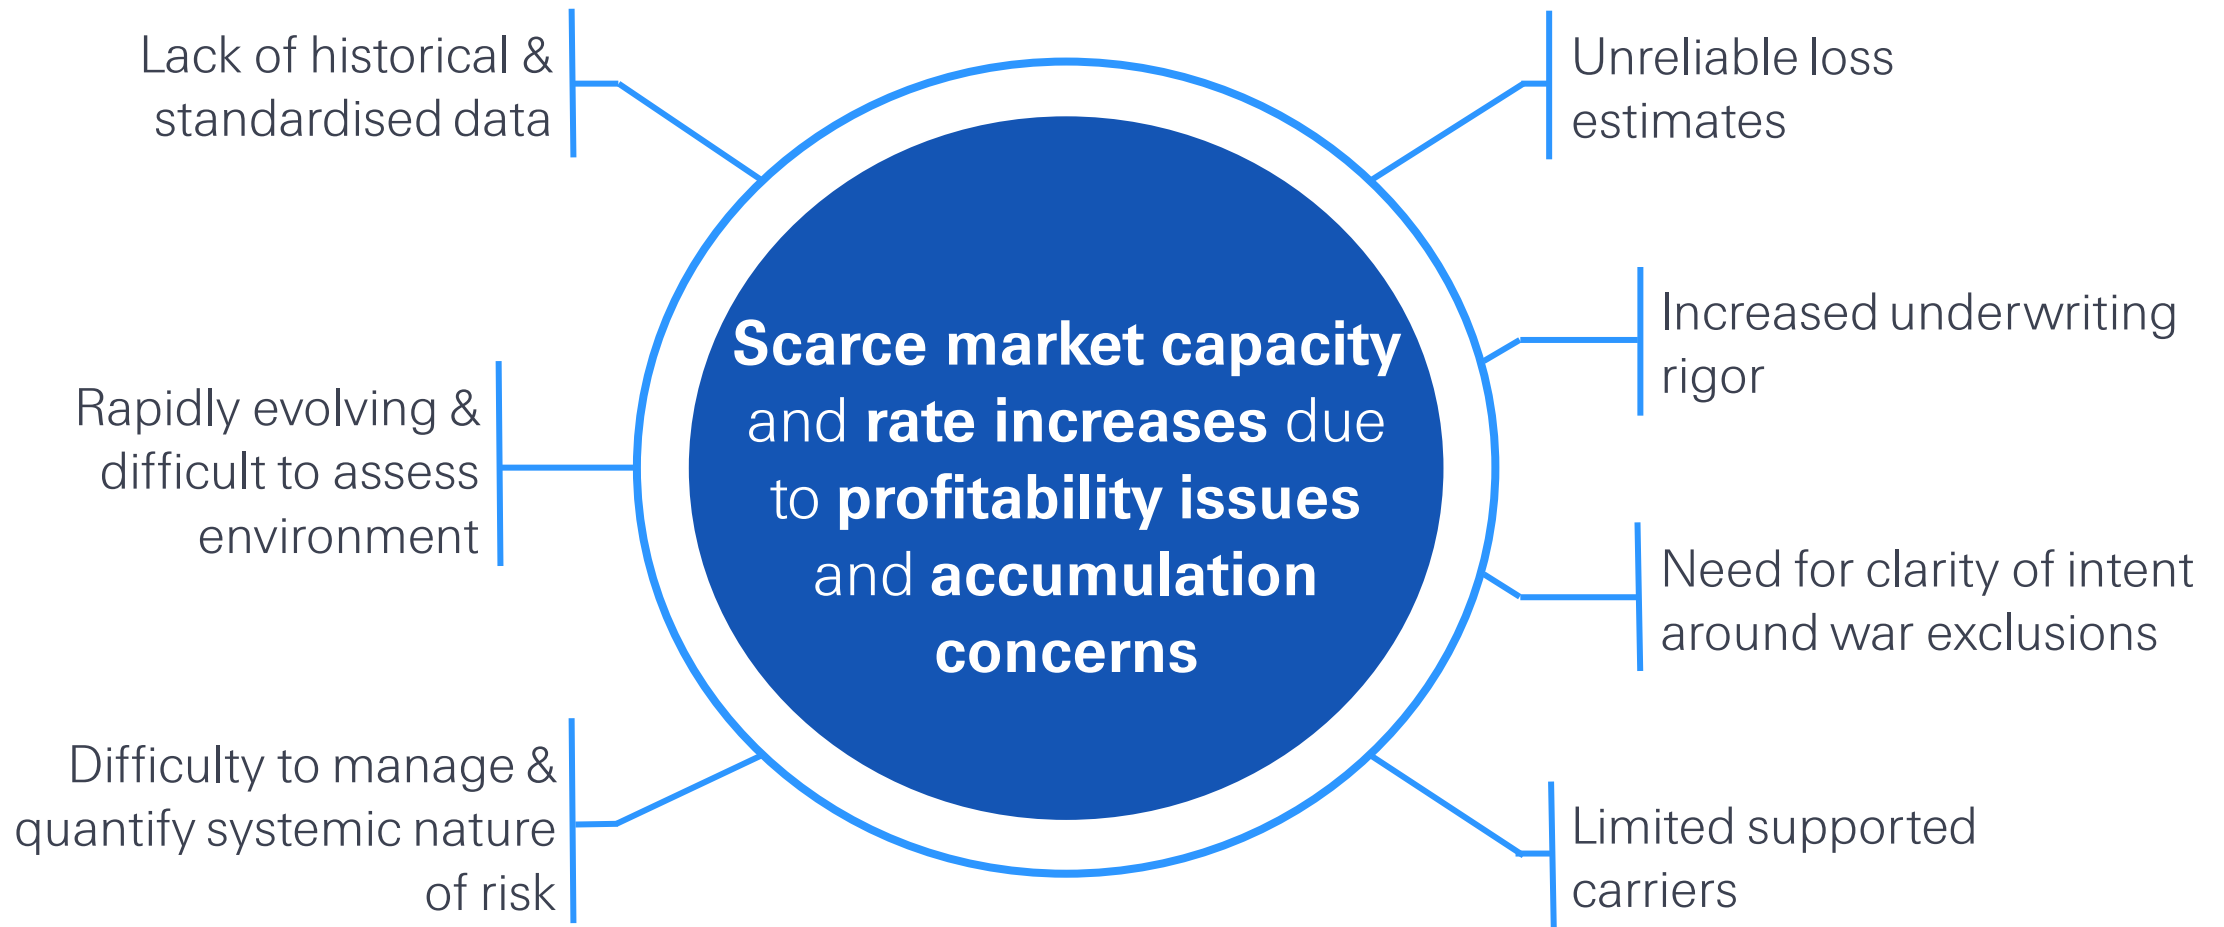 Lack of historical &
standardised data
Rapidly evolving &
difficult to assess
environment
Difficulty to manage &
quantify systemic nature
of risk
Scarce market capacity
and rate increases due
to profitability issues
and accumulation
concerns
Unreliable loss
estimates
Increased underwriting
rigor
Need for clarity of intent
around war exclusions
Limited supported
carriers